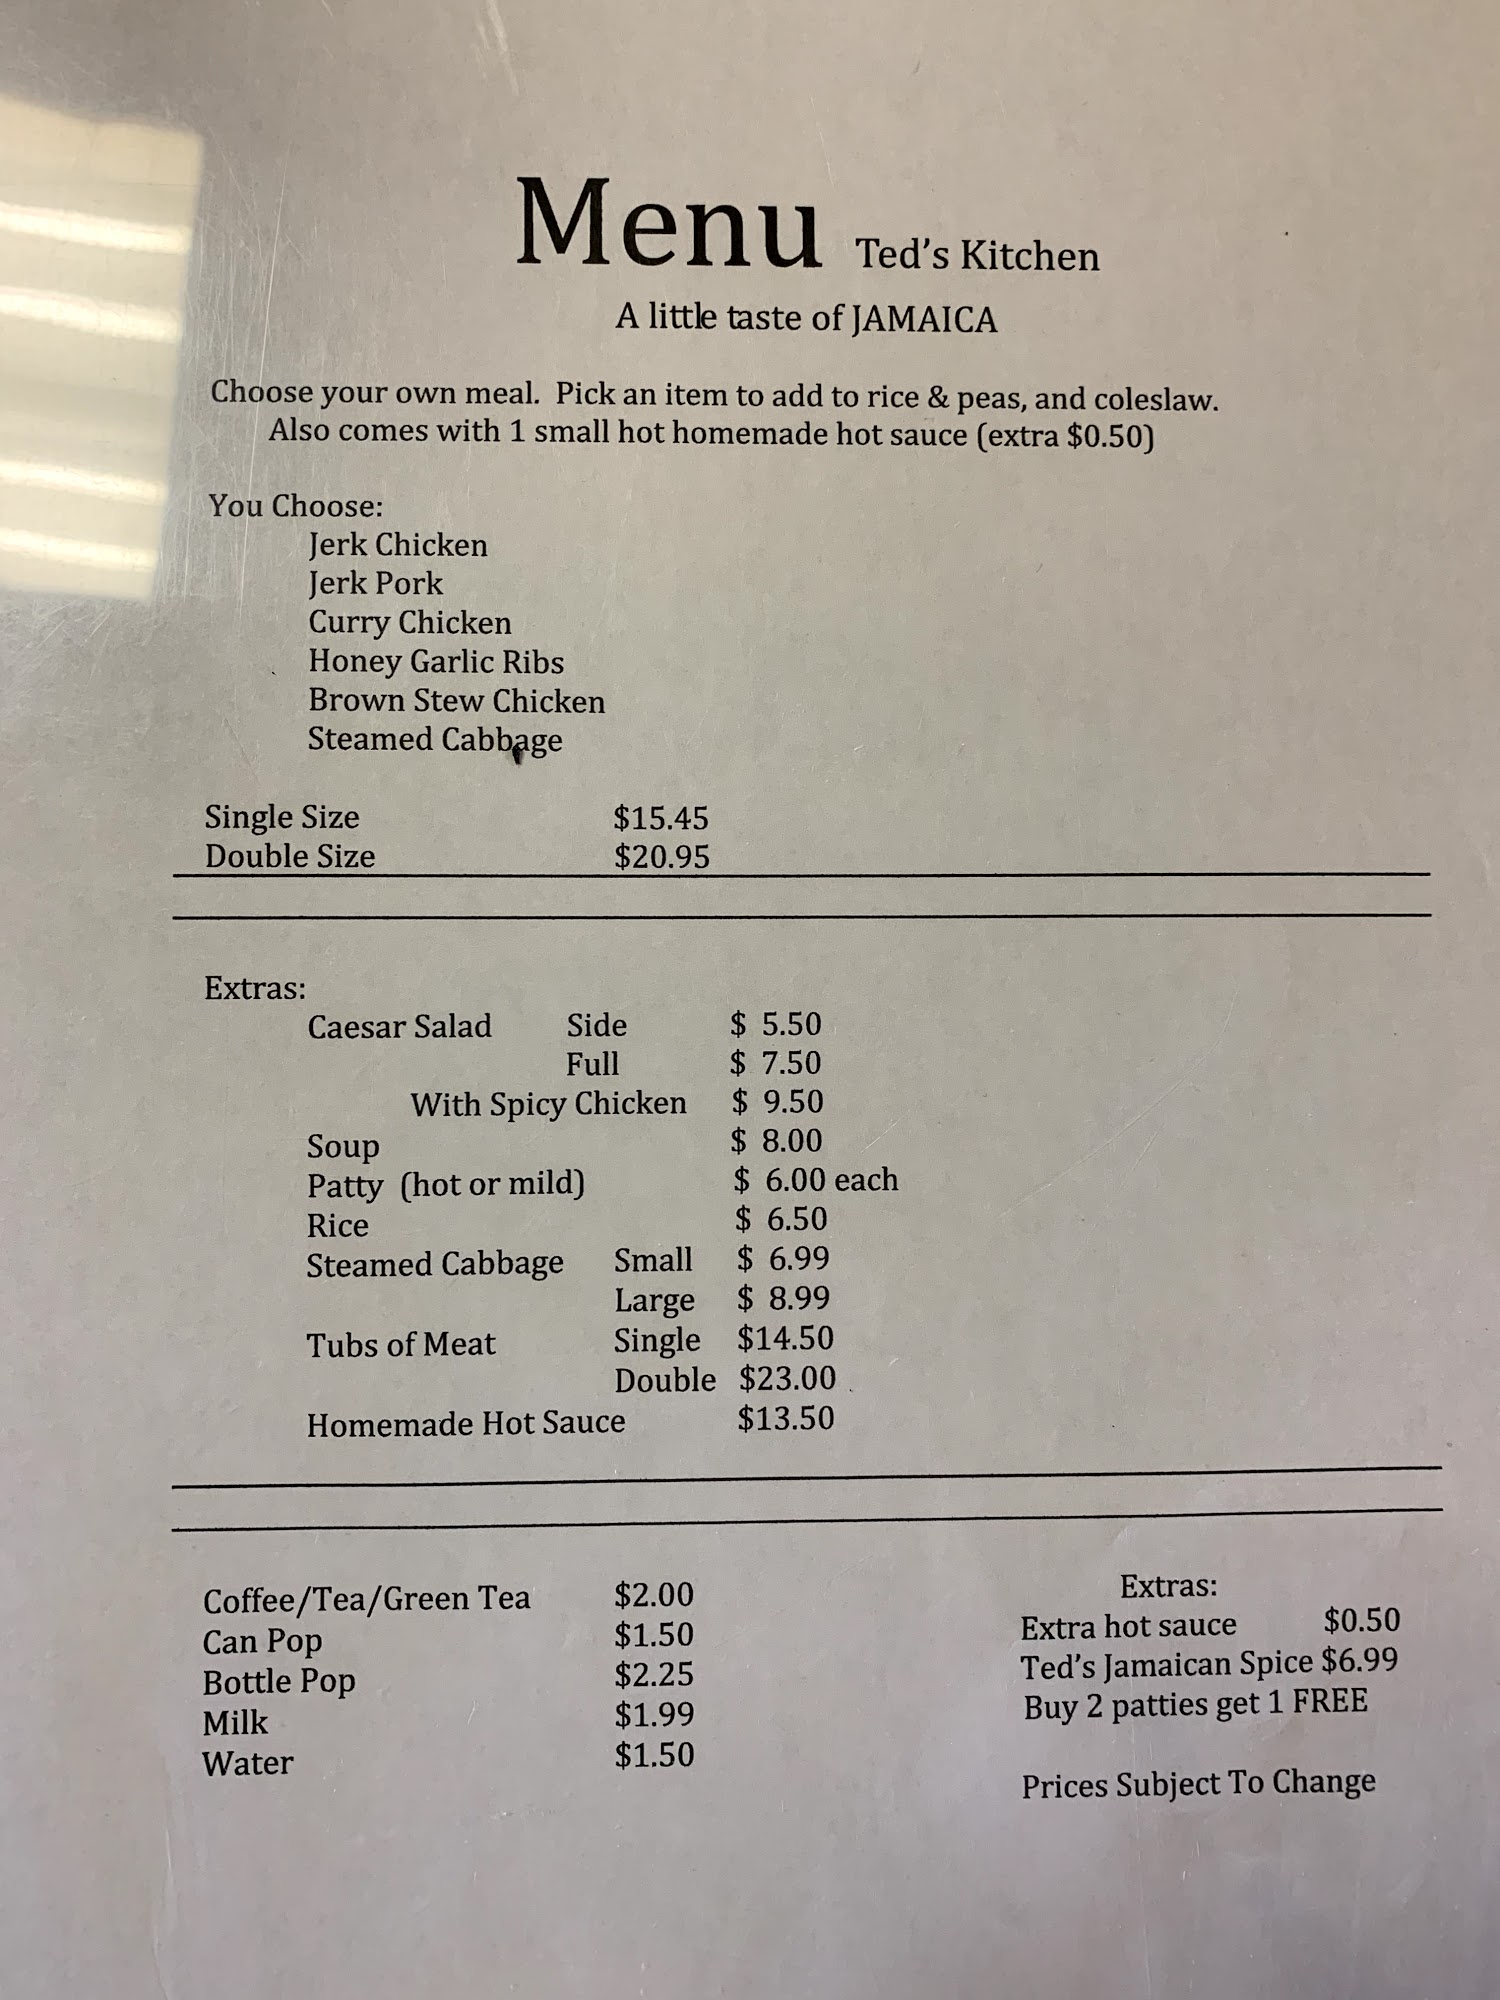 Menu Ted's Kitchen
A little taste of JAMAICA
Choose your own meal. Pick an item to add to rice & peas, and coleslaw.
Also comes with 1 small hot homemade hot sauce (extra $0.50)
You Choose:
Jerk Chicken
Jerk Pork
Curry Chicken
Honey Garlic Ribs
Brown Stew Chicken
Steamed Cabbage
Single Size $15.45
Double Size $20.95
Extras:
Caesar Salad Side $ 5.50
Full $ 7.50
With Spicy Chicken $ 9.50
Soup $ 8.00
Patty (hot or mild) $ 6.00 each
Rice $ 6.50
Steamed Cabbage Small $ 6.99
Large $ 8.99
Tubs of Meat Single $14.50
Double $23.00
Homemade Hot Sauce $13.50
Coffee/Tea/Green Tea $2.00
Can Pop $1.50
Bottle Pop $2.25
Milk $1.99
Water $1.50
Extras:
Extra hot sauce $0.50
Ted's Jamaican Spice $6.99
Buy 2 patties get 1 FREE
Prices Subject To Change